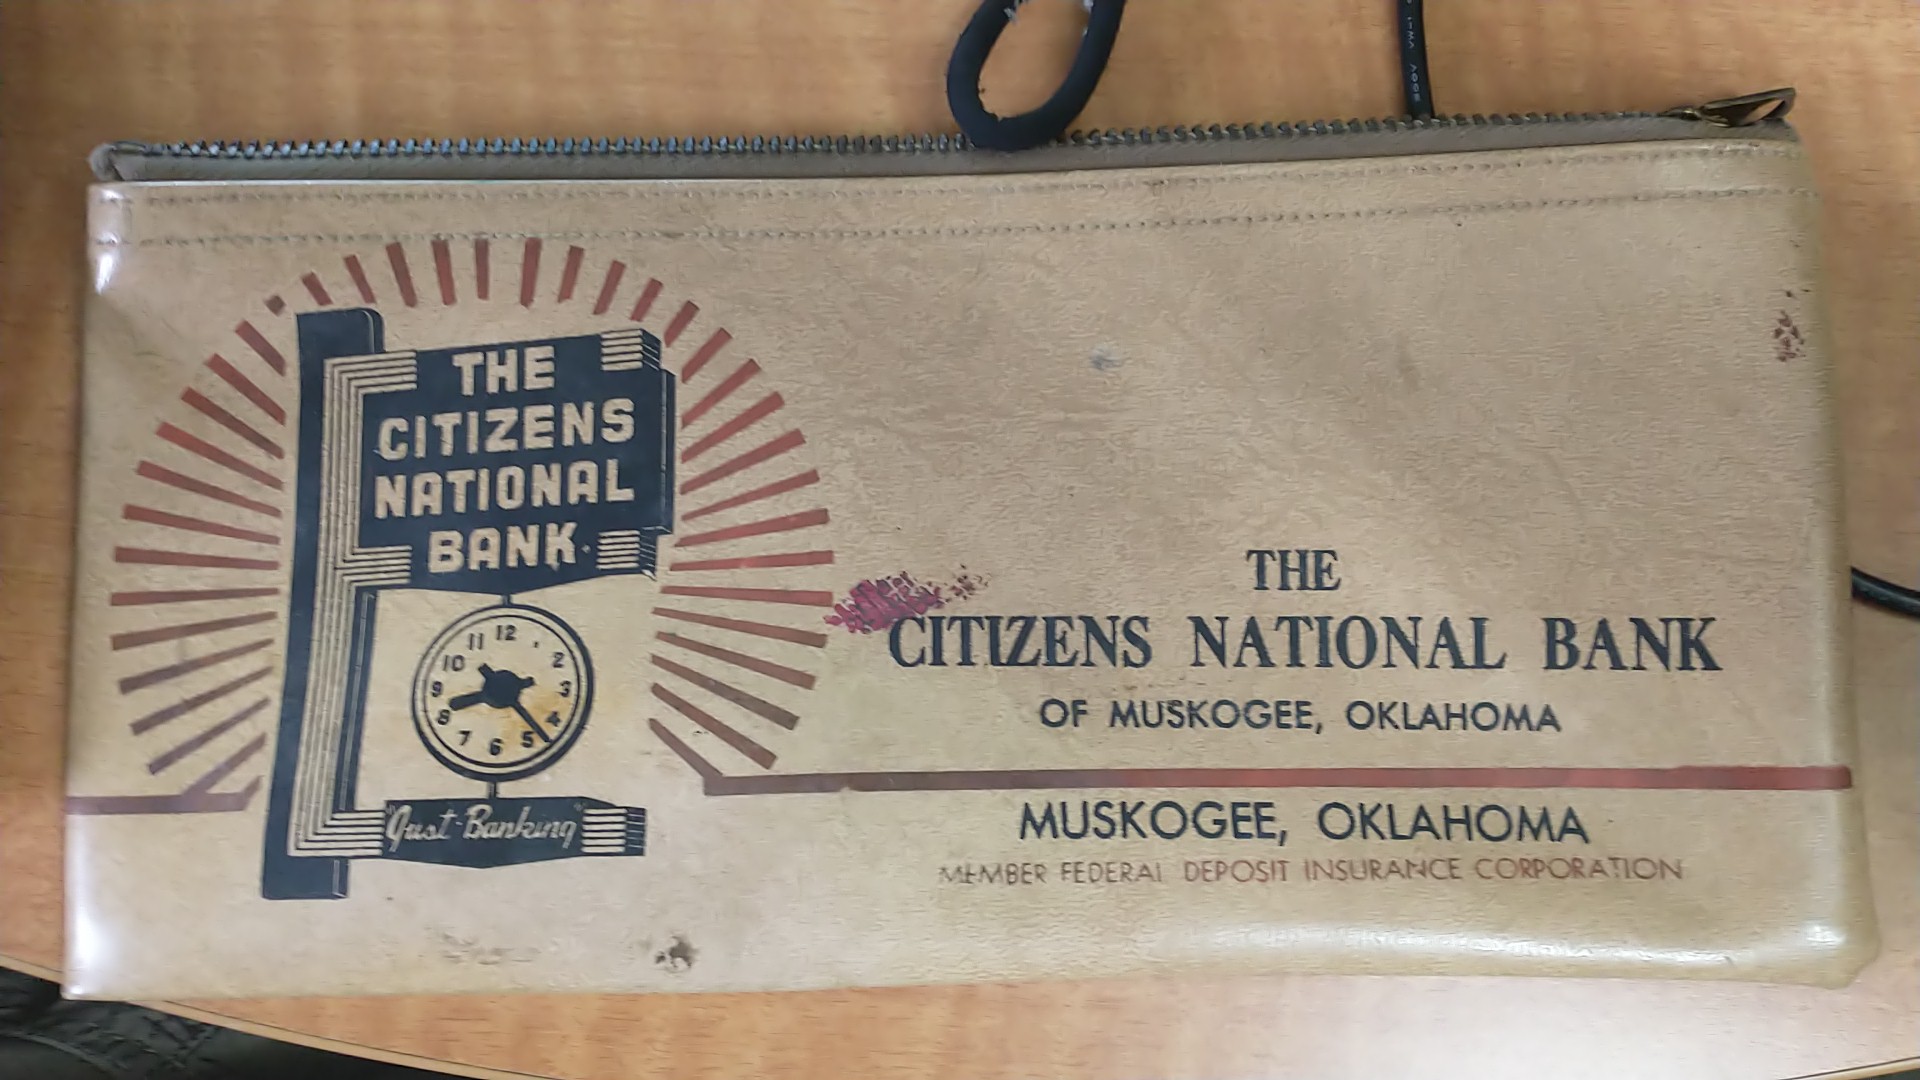 THE
CITIZENS
NATIONAL
BANK
11 12 2
10 3
9 4
8 7 6 5
"Just Banking"
THE
CITIZENS NATIONAL BANK
OF MUSKOGEE, OKLAHOMA
MUSKOGEE, OKLAHOMA
MEMBER FEDERAL DEPOSIT INSURANCE CORPORATION